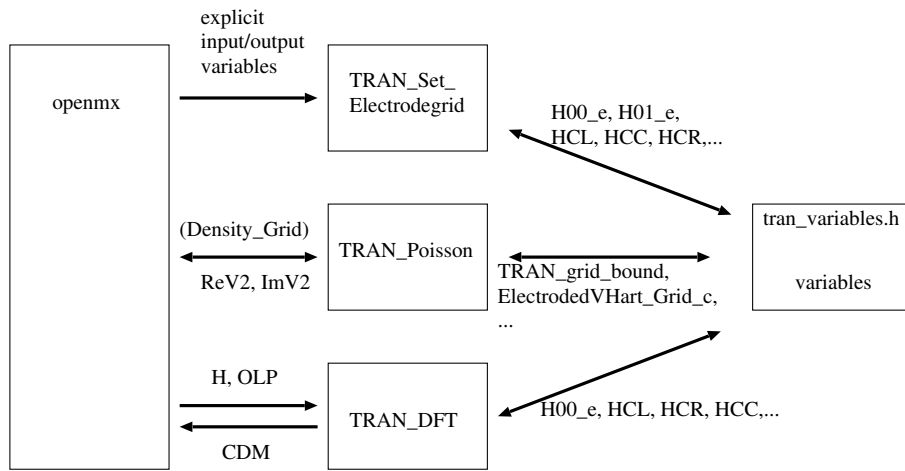 explicit
input/output
variables
openmx
TRAN_Set_
Electrodegrid
H00_e, H01_e,
HCL, HCC, HCR,...
(Density_Grid)
ReV2, ImV2
TRAN_Poisson
TRAN_grid_bound,
ElectrodedVHart_Grid_c,
...
tran_variables.h
variables
H, OLP
CDM
TRAN_DFT
H00_e, HCL, HCR, HCC,...